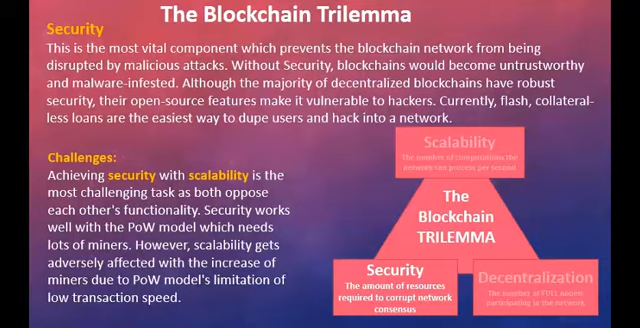 The Blockchain Trilemma
Security
This is the most vital component which prevents the blockchain network from being
disrupted by malicious attacks. Without Security, blockchains would become untrustworthy
and malware-infested. Although the majority of decentralized blockchains have robust
security, their open-source features make it vulnerable to hackers. Currently, flash, collateral-
less loans are the easiest way to dupe users and hack into a network.
Challenges:
Achieving security with scalability is the
most challenging task as both oppose
each other's functionality. Security works
well with the PoW model which needs
lots of miners. However, scalability gets
adversely affected with the increase of
miners due to PoW model's limitation of
low transaction speed.
Scalability
The number of computations the
network can process per second
The
Blockchain
TRILEMMA
Security
The amount of resources
required to corrupt network
consensus
Decentralization
The number of FULL nodes
participating in the network